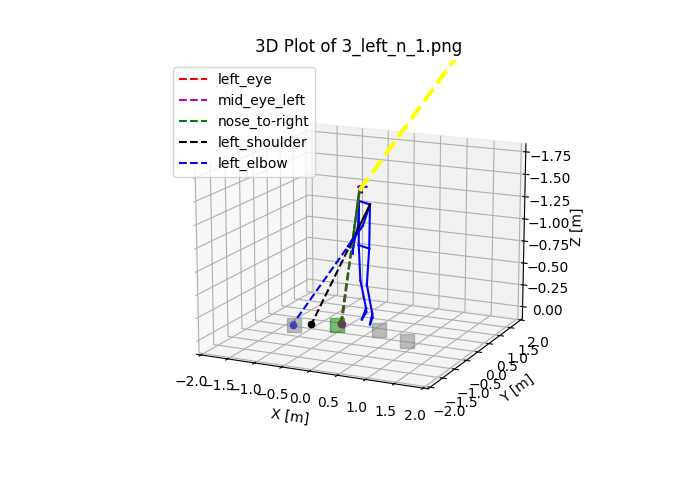 3D Plot of 3_left_n_1.png
left_eye
mid_eye_left
nose_to-right
left_shoulder
left_elbow
−1.75
−1.50
−1.25
−1.00
−0.75
−0.50
−0.25
0.00
Z [m]
−2.0
−1.5
−1.0
−0.5
0.0
0.5
1.0
1.5
2.0
X [m]
−2.0
−1.5
−1.0
−0.5
0.0
0.5
1.0
1.5
2.0
Y [m]